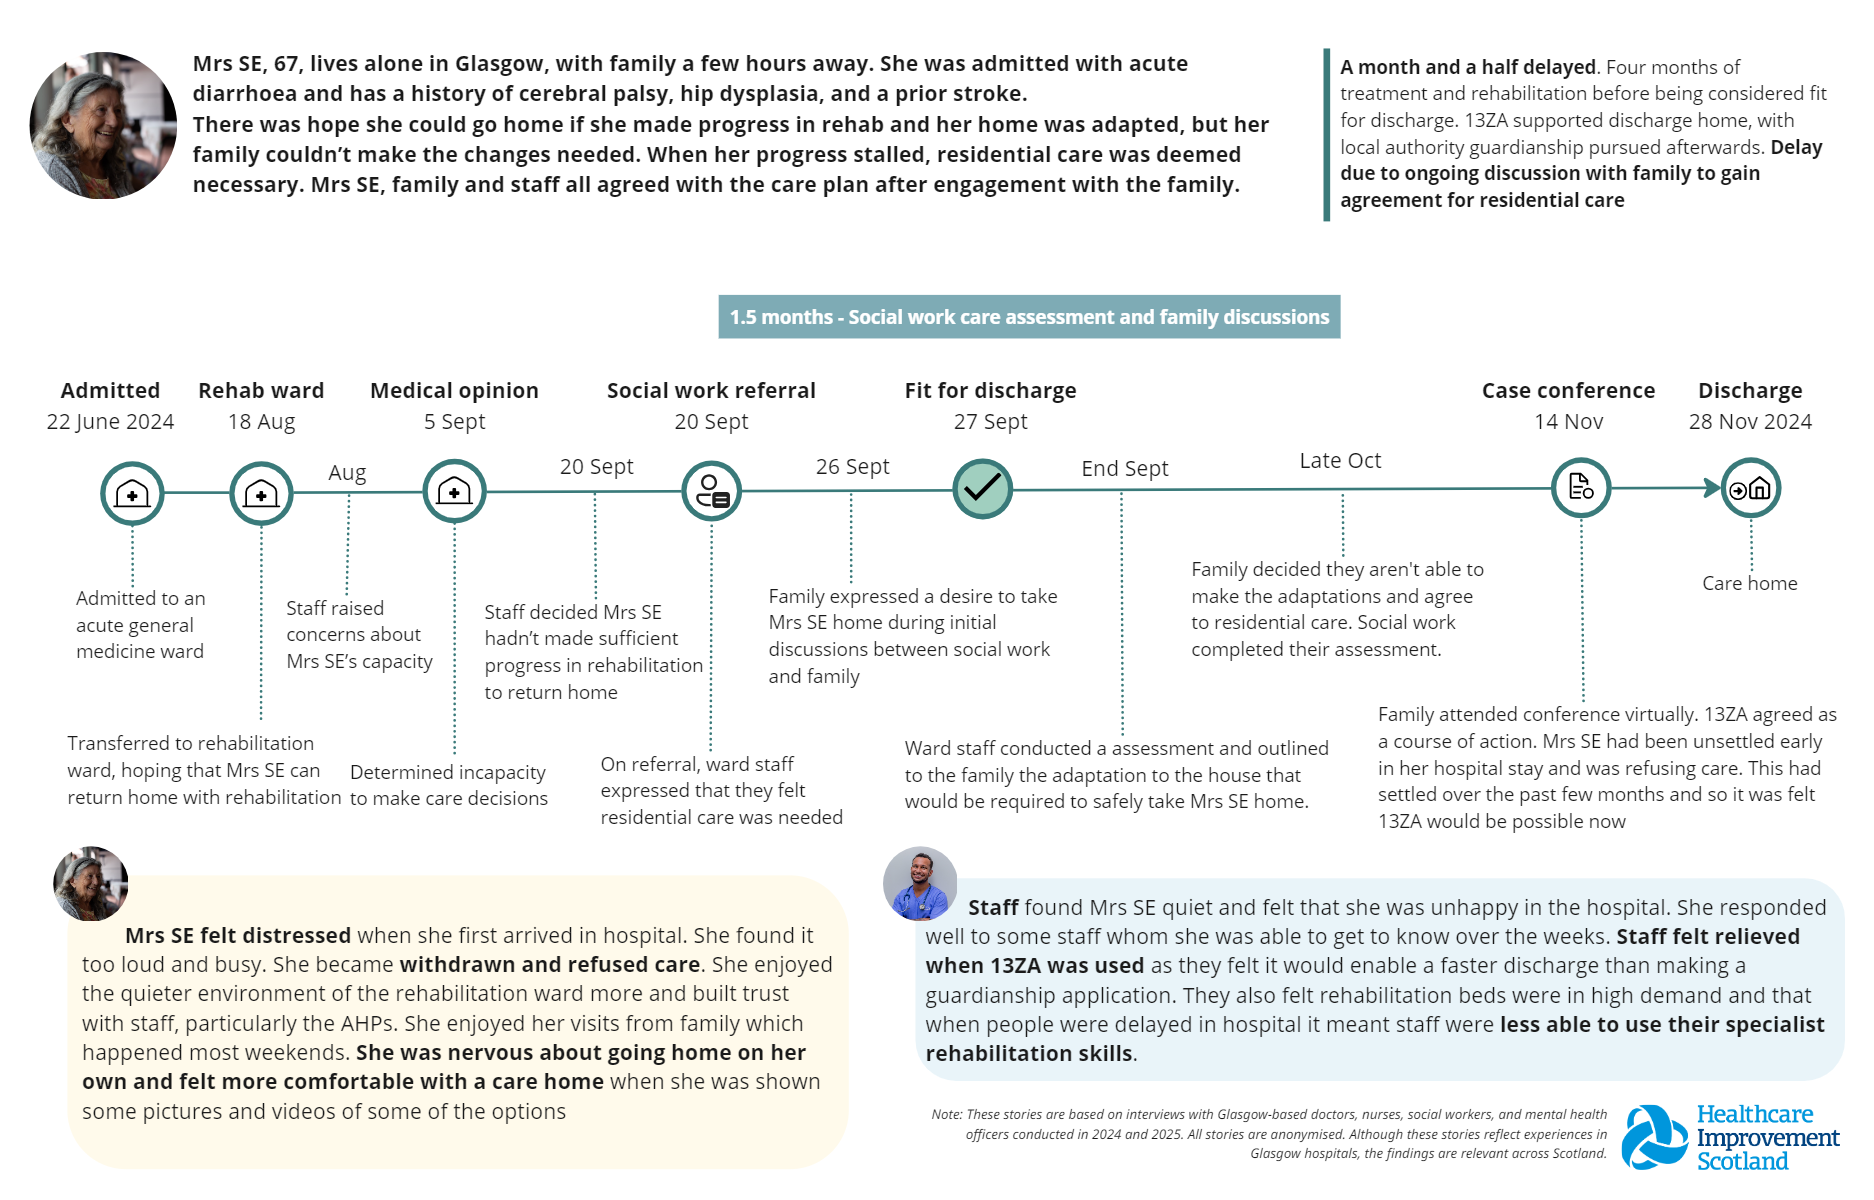 Mrs SE, 67, lives alone in Glasgow, with family a few hours away. She was admitted with acute
diarrhoea and has a history of cerebral palsy, hip dysplasia, and a prior stroke.
There was hope she could go home if she made progress in rehab and her home was adapted, but her
family couldn’t make the changes needed. When her progress stalled, residential care was deemed
necessary. Mrs SE, family and staff all agreed with the care plan after engagement with the family.
A month and a half delayed. Four months of
treatment and rehabilitation before being considered fit
for discharge. 13ZA supported discharge home, with
local authority guardianship pursued afterwards. Delay
due to ongoing discussion with family to gain
agreement for residential care
1.5 months - Social work care assessment and family discussions
Admitted
22 June 2024
Rehab ward
18 Aug
Medical opinion
5 Sept
Social work referral
20 Sept
Fit for discharge
27 Sept
Case conference
14 Nov
Discharge
28 Nov 2024
Aug
20 Sept
26 Sept
End Sept
Late Oct
Admitted to an
acute general
medicine ward
Transferred to rehabilitation
ward, hoping that Mrs SE can
return home with rehabilitation
Staff raised
concerns about
Mrs SE’s capacity
Determined incapacity
to make care decisions
Staff decided Mrs SE
hadn’t made sufficient
progress in rehabilitation
to return home
On referral, ward staff
expressed that they felt
residential care was needed
Family expressed a desire to take
Mrs SE home during initial
discussions between social work
and family
Ward staff conducted a assessment and outlined
to the family the adaptation to the house that
would be required to safely take Mrs SE home.
Family decided they aren't able to
make the adaptations and agree
to residential care. Social work
completed their assessment.
Family attended conference virtually. 13ZA agreed as
a course of action. Mrs SE had been unsettled early
in her hospital stay and was refusing care. This had
settled over the past few months and so it was felt
13ZA would be possible now
Care home
Mrs SE felt distressed when she first arrived in hospital. She found it
too loud and busy. She became withdrawn and refused care. She enjoyed
the quieter environment of the rehabilitation ward more and built trust
with staff, particularly the AHPs. She enjoyed her visits from family which
happened most weekends. She was nervous about going home on her
own and felt more comfortable with a care home when she was shown
some pictures and videos of some of the options
Staff found Mrs SE quiet and felt that she was unhappy in the hospital. She responded
well to some staff whom she was able to get to know over the weeks. Staff felt relieved
when 13ZA was used as they felt it would enable a faster discharge than making a
guardianship application. They also felt rehabilitation beds were in high demand and that
when people were delayed in hospital it meant staff were less able to use their specialist
rehabilitation skills.
Note: These stories are based on interviews with Glasgow-based doctors, nurses, social workers, and mental health
officers conducted in 2024 and 2025. All stories are anonymised. Although these stories reflect experiences in
Glasgow hospitals, the findings are relevant across Scotland.
Healthcare
Improvement
Scotland